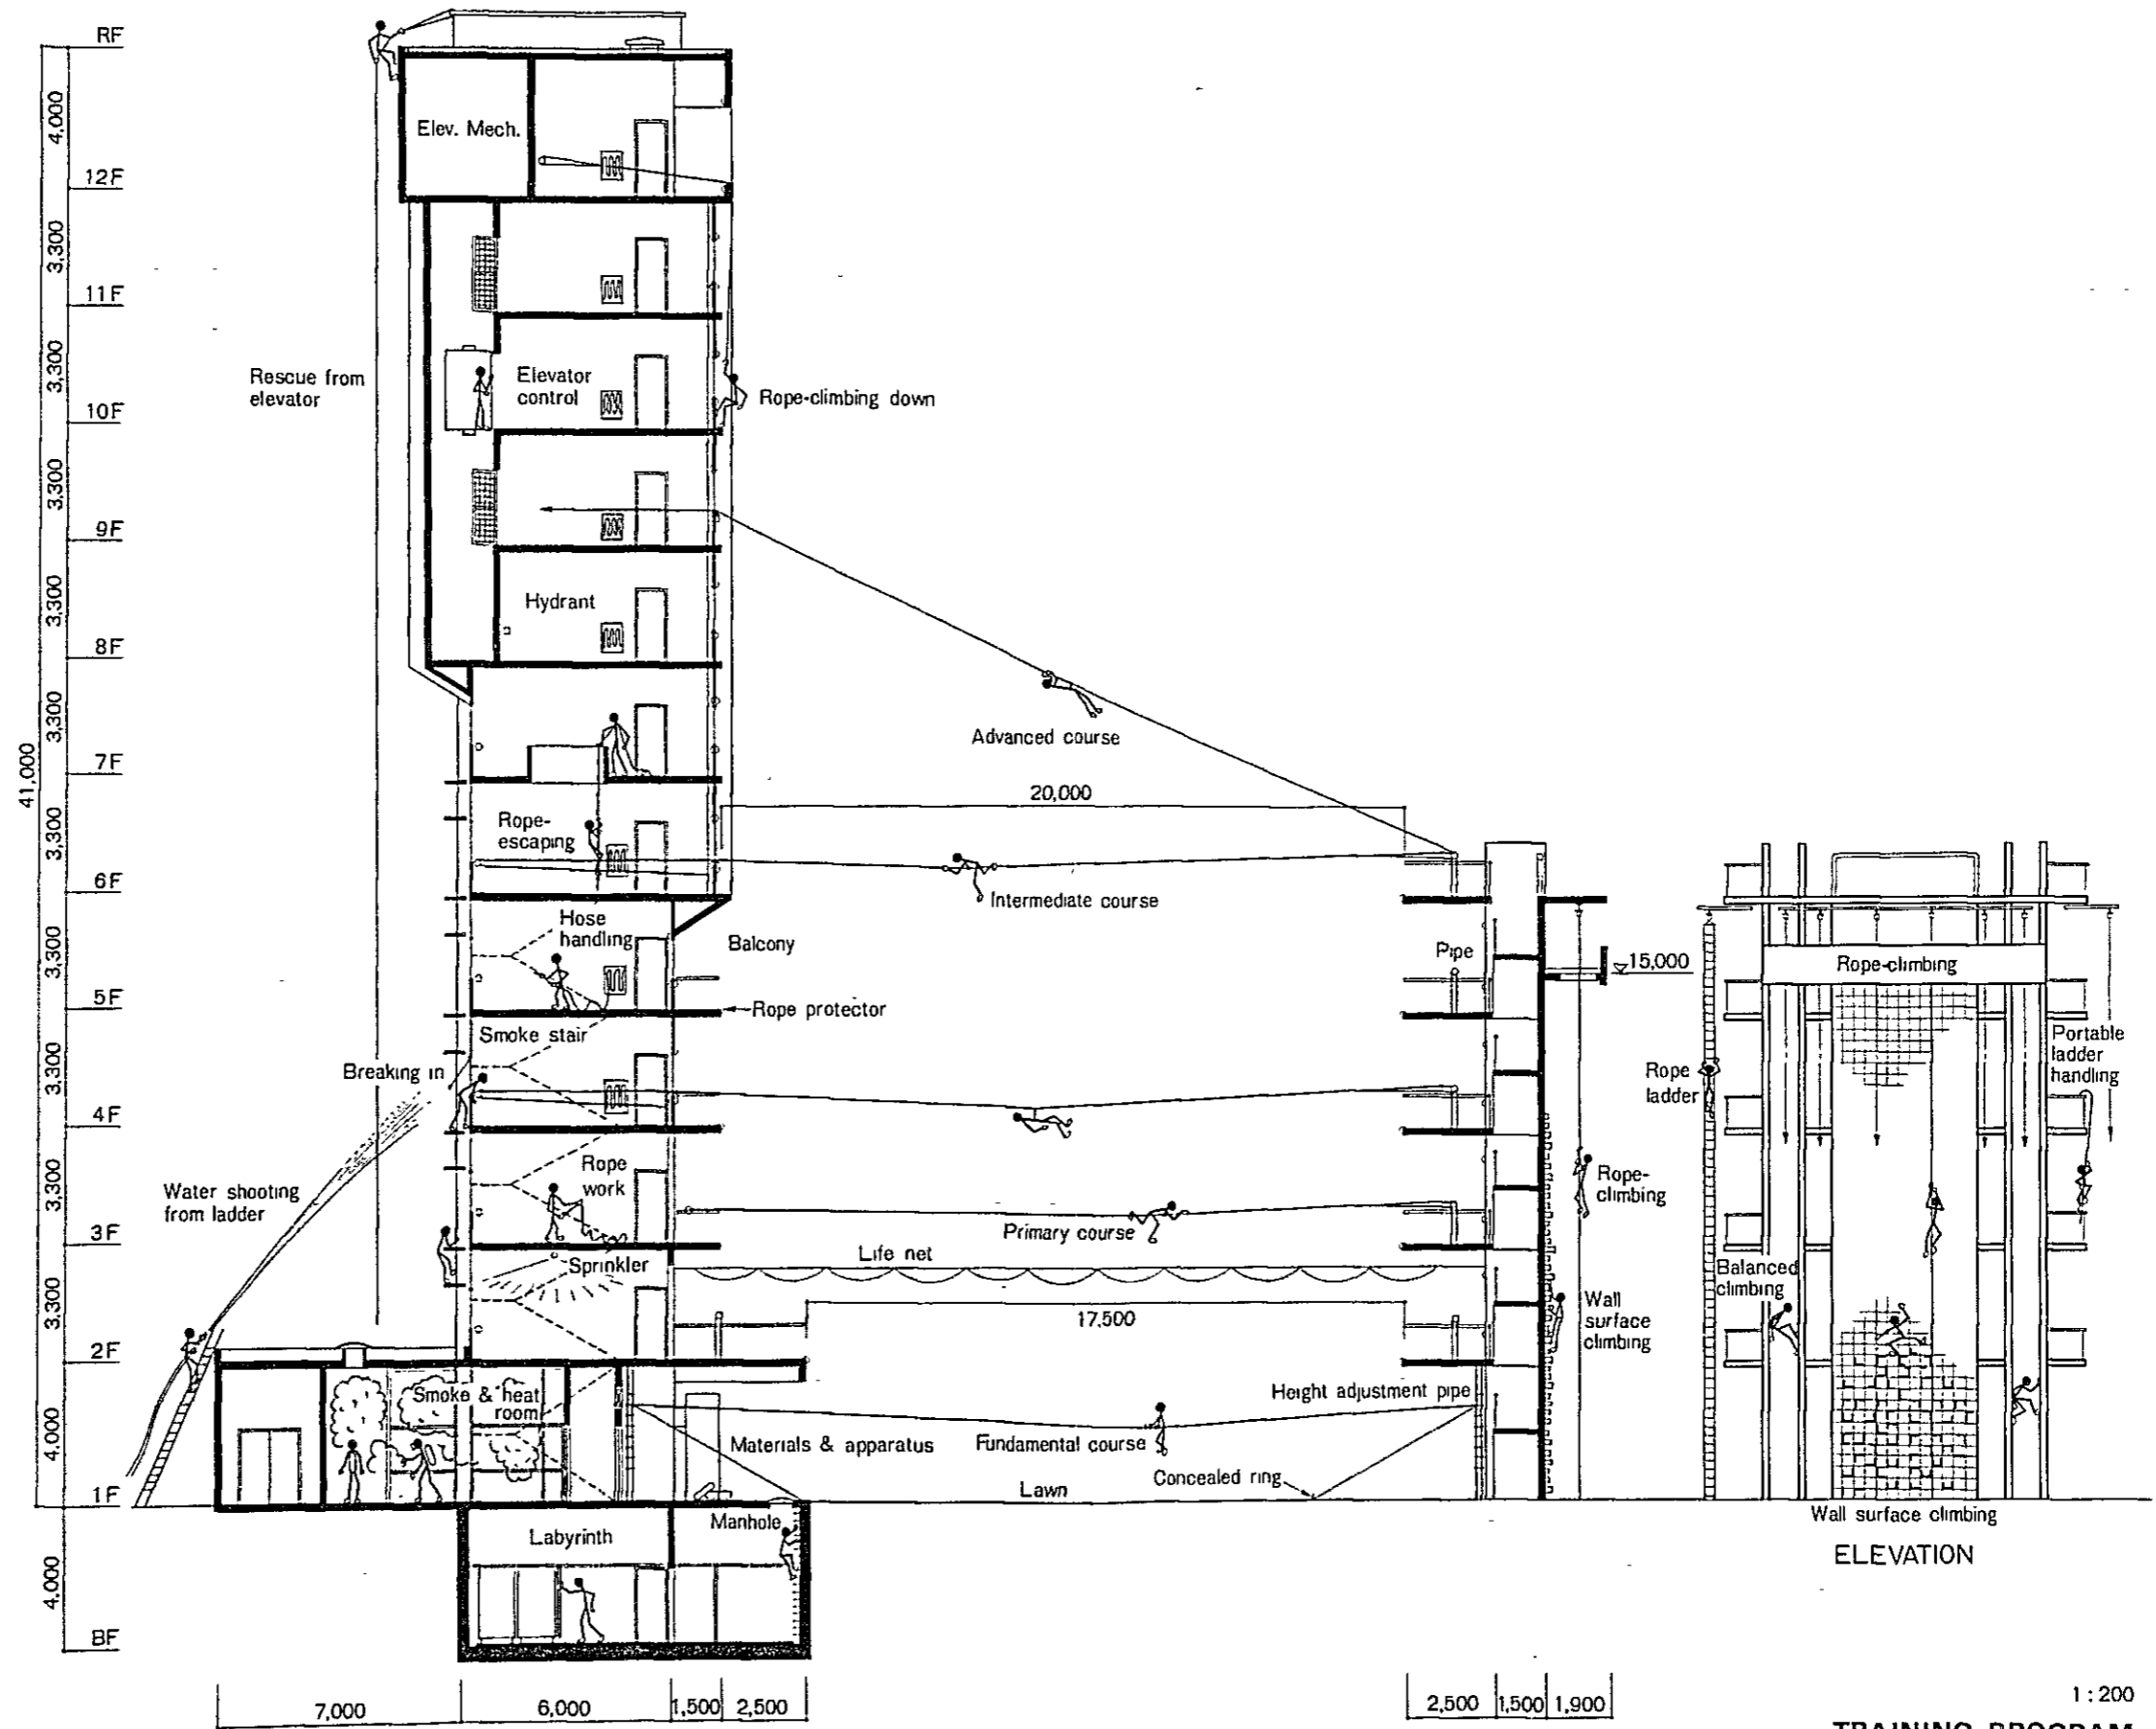 RF
4,000
Elev. Mech.
12F
3,300
11F
3,300
Rescue from
elevator
Elevator
control
Rope-climbing down
10F
3,300
9F
3,300
Hydrant
8F
3,300
Advanced course
7F
41,000
20,000
3,300
Rope-
escaping
6F
Intermediate course
Hose
handling
3,300
Balcony
Pipe
15,000
Rope-climbing
5F
Rope protector
Smoke stair
3,300
Breaking in
Rope
ladder
Portable
ladder
handling
4F
3,300
Rope
work
Water shooting
from ladder
Rope-
climbing
3F
Primary course
Life net
Sprinkler
Balanced
climbing
3,300
17,500
Wall
surface
climbing
2F
Smoke & heat
room
Height adjustment pipe
4,000
Materials & apparatus
Fundamental course
Concealed ring
1F
Lawn
Manhole
Labyrinth
Wall surface climbing
ELEVATION
4,000
BF
7,000
6,000
1,500
2,500
2,500
1,500
1,900
1 : 200
TRAINING PROGRAM